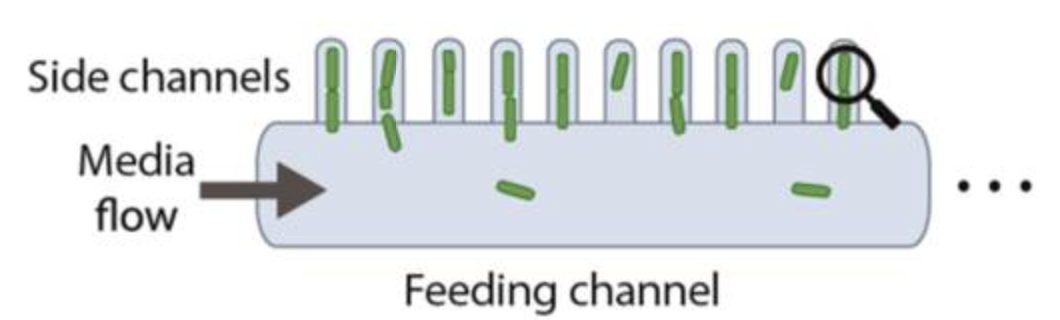 Side channels
Media
flow
• • •
Feeding channel